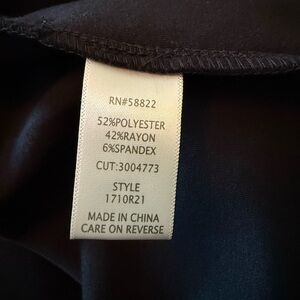 RN#58822
52%POLYESTER
42%RAYON
6%SPANDEX
CUT:3004773
STYLE
1710R21
MADE IN CHINA
CARE ON REVERSE